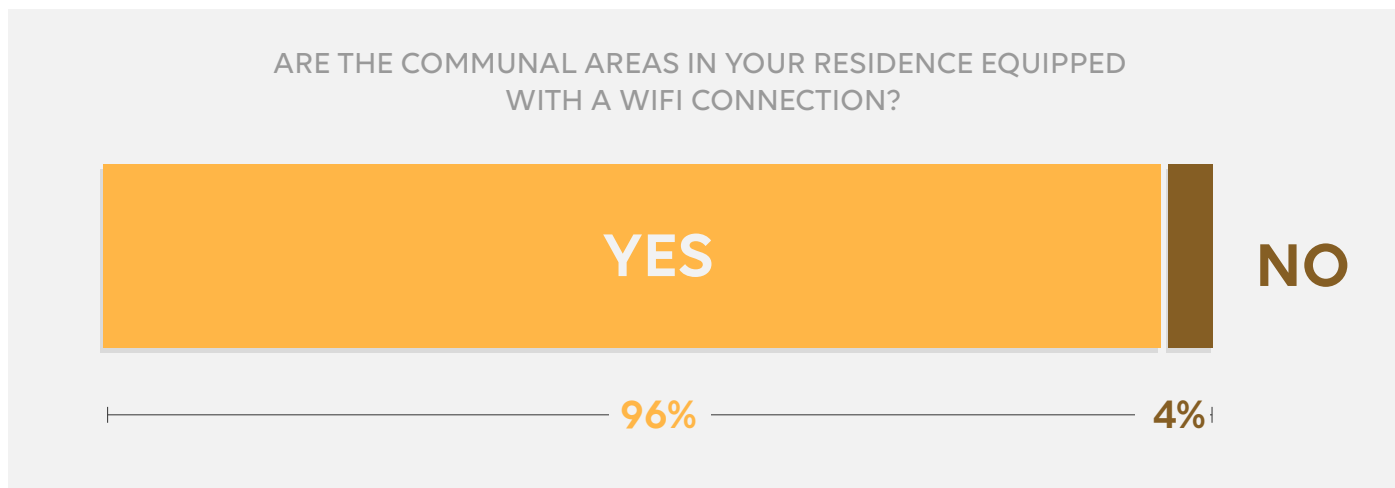 ARE THE COMMUNAL AREAS IN YOUR RESIDENCE EQUIPPED
WITH A WIFI CONNECTION?
YES
NO
96%
4%